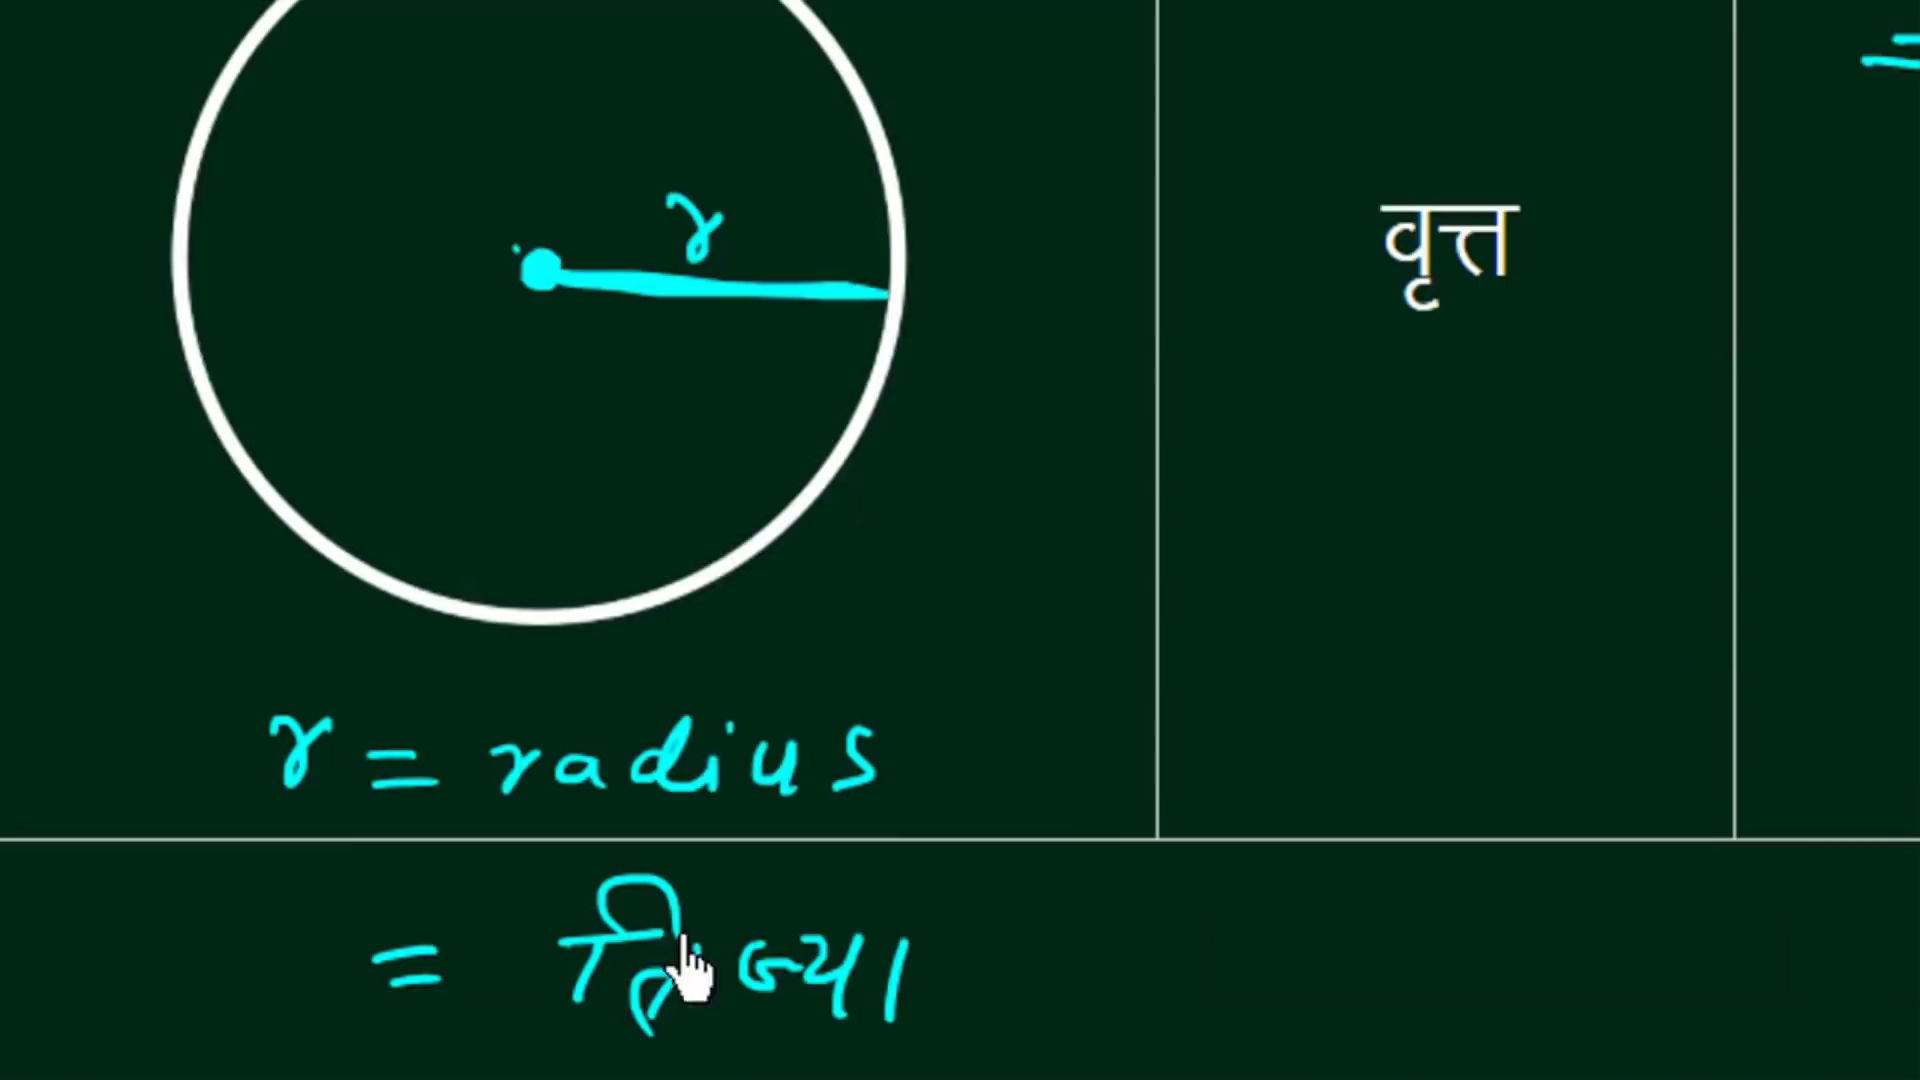 r
वृत्त
r = radius
= त्रिज्या